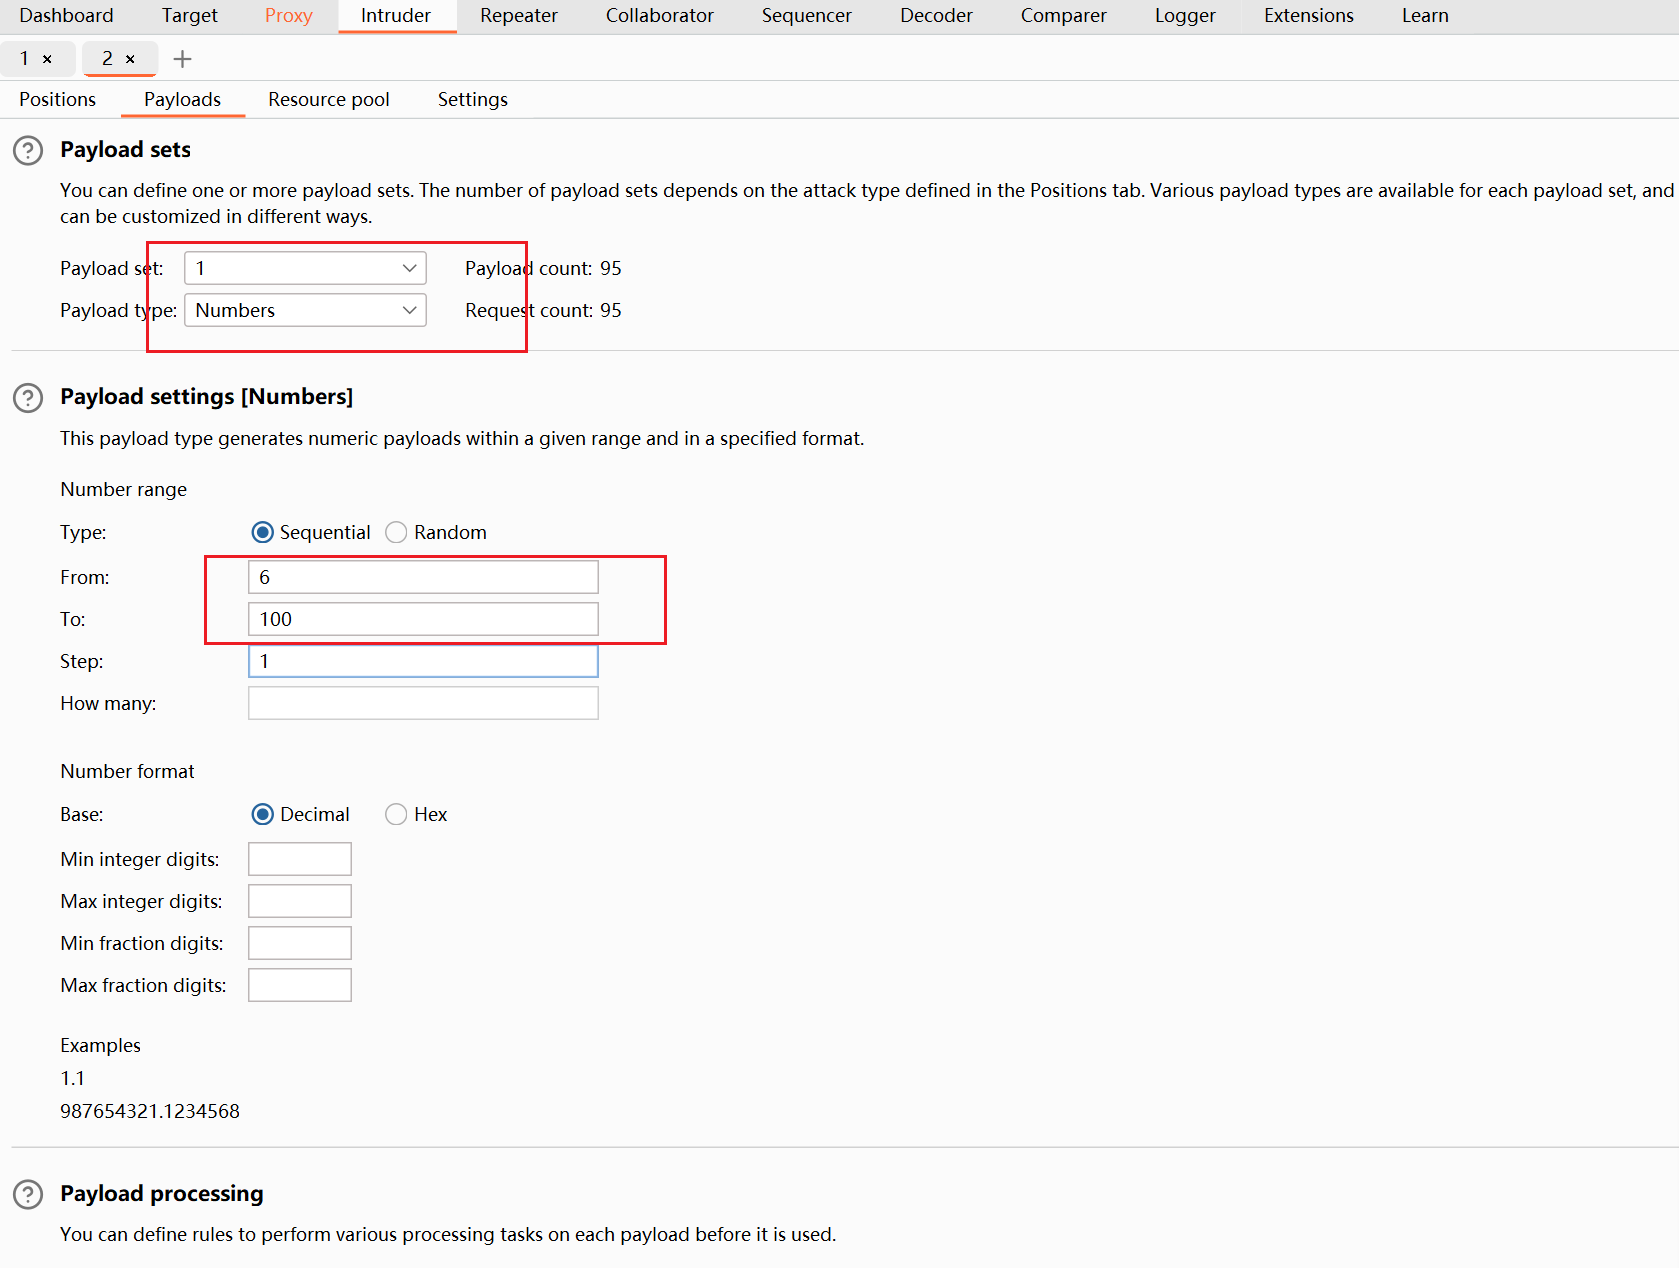 Dashboard Target Proxy Intruder Repeater Collaborator Sequencer Decoder Comparer Logger Extensions Learn
1 × 2 × +
Positions Payloads Resource pool Settings
? Payload sets
You can define one or more payload sets. The number of payload sets depends on the attack type defined in the Positions tab. Various payload types are available for each payload set, and
can be customized in different ways.
Payload set: 1 Payload count: 95
Payload type: Numbers Request count: 95
? Payload settings [Numbers]
This payload type generates numeric payloads within a given range and in a specified format.
Number range
Type: Sequential Random
From: 6
To: 100
Step: 1
How many:
Number format
Base: Decimal Hex
Min integer digits:
Max integer digits:
Min fraction digits:
Max fraction digits:
Examples
1.1
987654321.1234568
? Payload processing
You can define rules to perform various processing tasks on each payload before it is used.